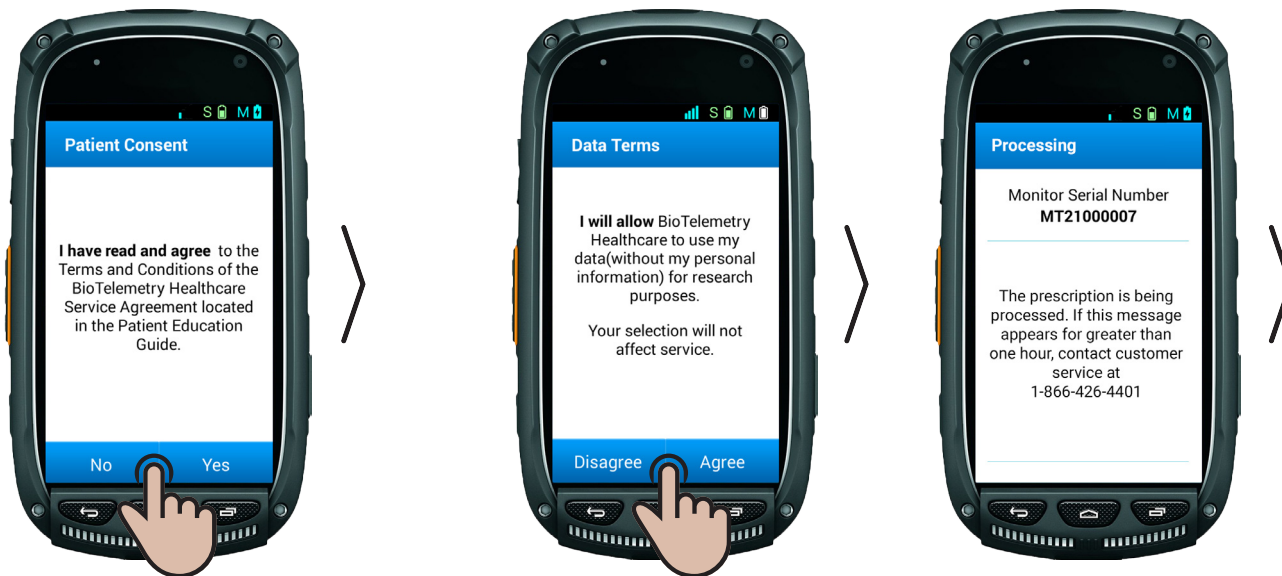 S M
Patient Consent
I have read and agree to the
Terms and Conditions of the
BioTelemetry Healthcare
Service Agreement located
in the Patient Education
Guide.
No Yes
S M
Data Terms
I will allow BioTelemetry
Healthcare to use my
data(without my personal
information) for research
purposes.
Your selection will not
affect service.
Disagree Agree
S M
Processing
Monitor Serial Number
MT21000007
The prescription is being
processed. If this message
appears for greater than
one hour, contact customer
service at
1-866-426-4401